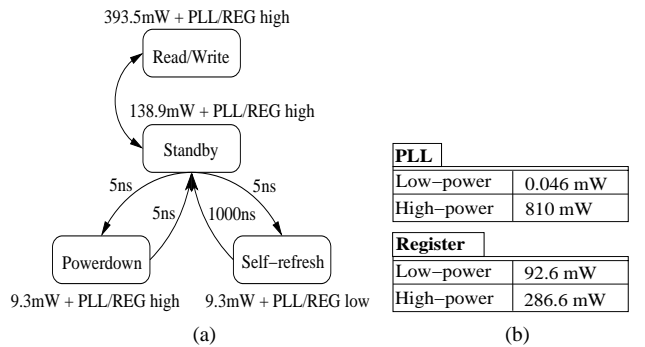 393.5mW + PLL/REG high
Read/Write
138.9mW + PLL/REG high
Standby
5ns
5ns
5ns
1000ns
Powerdown
Self−refresh
9.3mW + PLL/REG high
9.3mW + PLL/REG low
(a)
PLL
Low−power 0.046 mW
High−power 810 mW
Register
Low−power 92.6 mW
High−power 286.6 mW
(b)